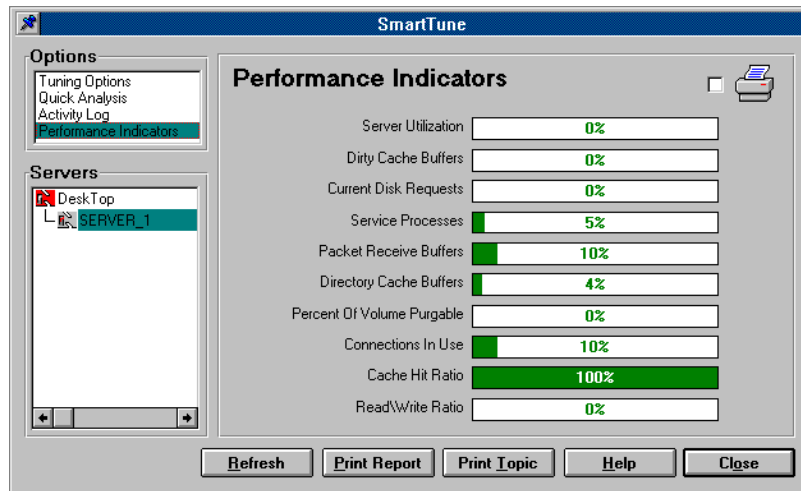 SmartTune
Options
Tuning Options
Quick Analysis
Activity Log
Performance Indicators
Servers
DeskTop
SERVER_1
Performance Indicators
Server Utilization 0%
Dirty Cache Buffers 0%
Current Disk Requests 0%
Service Processes 5%
Packet Receive Buffers 10%
Directory Cache Buffers 4%
Percent Of Volume Purgable 0%
Connections In Use 10%
Cache Hit Ratio 100%
Read\Write Ratio 0%
Refresh Print Report Print Topic Help Close